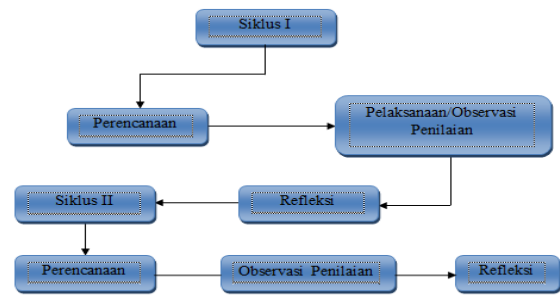 Siklus I
Perencanaan
Pelaksanaan/Observasi
Penilaian
Refleksi
Siklus II
Perencanaan
Observasi Penilaian
Refleksi